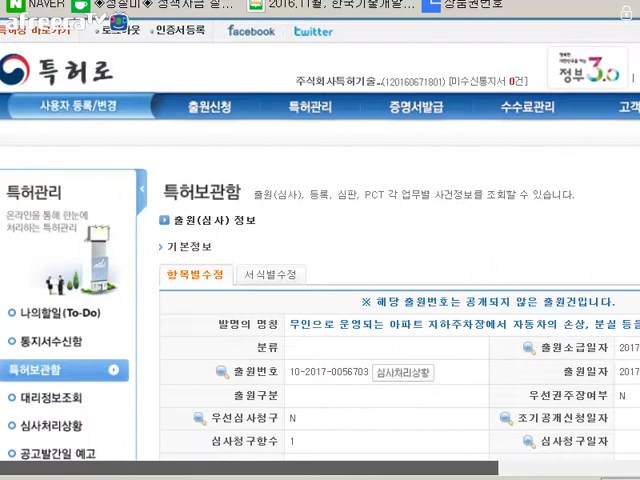 NAVER
2016.11월, 한국기술개발...
상품권번호
afreecaTV
특허청 바로가기
로그아웃
인증서등록
facebook
twitter
특허로
주식회사특허기술...(120160671801) [미수신통지서 0건]
정부3.0
사용자 등록/변경
출원신청
특허관리
증명서발급
수수료관리
고객
특허관리
온라인을 통해 한눈에
처리하는 특허관리
나의할일(To-Do)
통지서수신함
특허보관함
대리정보조회
심사처리상황
공고발간일 예고
특허보관함
출원(심사), 등록, 심판, PCT 각 업무별 사건정보를 조회할 수 있습니다.
출원(심사) 정보
기본정보
항목별수정
서식별수정
※ 해당 출원번호는 공개되지 않은 출원건입니다.
발명의 명칭 무인으로 운영되는 아파트 지하주차장에서 자동차의 손상, 분실 등을
분류 출원소급일자 2017
출원번호 10-2017-0056703 심사처리상황 출원일자 2017
출원구분 우선권주장여부 N
우선심사청구 N 조기공개신청일자
심사청구항수 1 심사청구일자